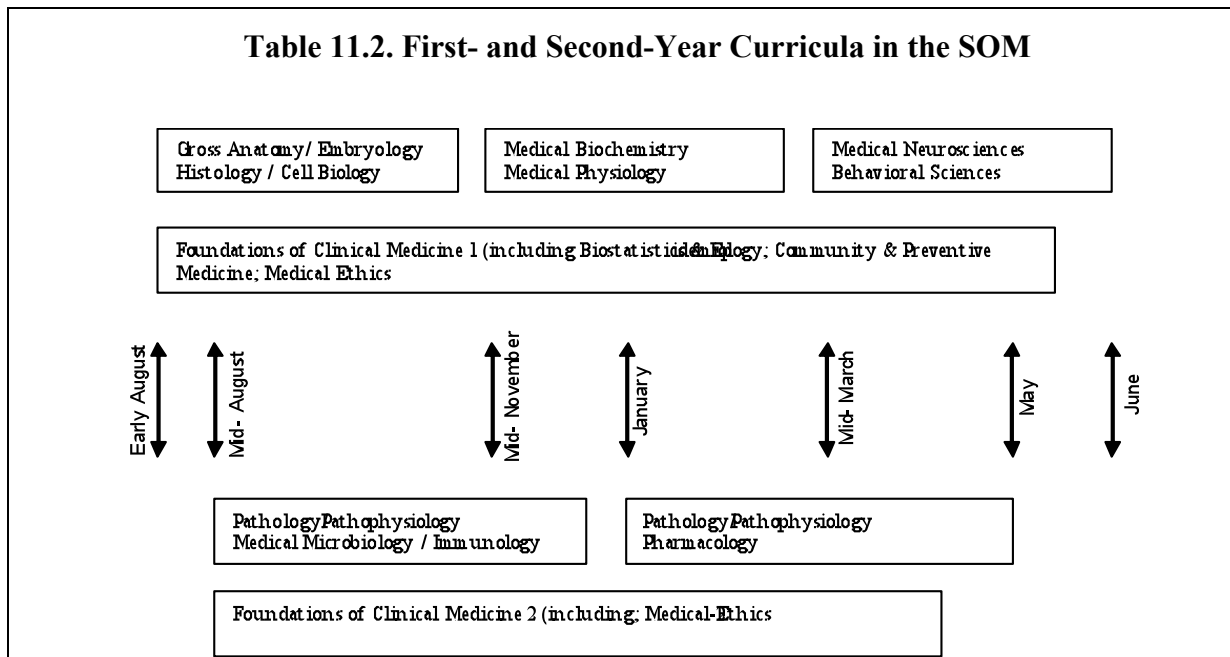 Table 11.2. First- and Second-Year Curricula in the SOM
Gross Anatomy / Embryology
Histology / Cell Biology
Medical Biochemistry
Medical Physiology
Medical Neurosciences
Behavioral Sciences
Foundations of Clinical Medicine 1 (including Biostatistics & Community & Preventive
Medicine; Medical Ethics
Early August
Mid- August
Mid- November
January
Mid- March
May
June
Pathology/Pathophysiology
Medical Microbiology / Immunology
Pathology/Pathophysiology
Pharmacology
Foundations of Clinical Medicine 2 (including; Medical-Ethics